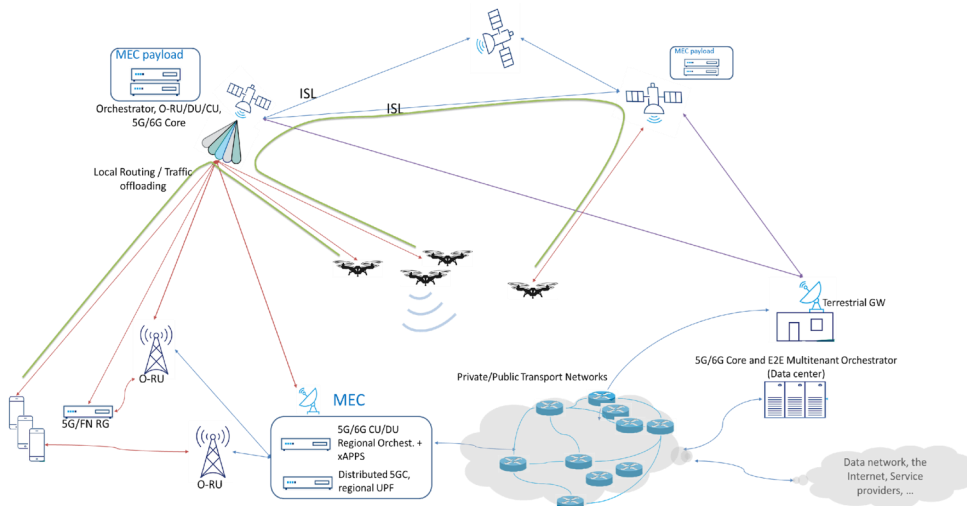 MEC payload
Orchestrator, O-RU/DU/CU,
5G/6G Core
ISL
ISL
MEC payload
Local Routing / Traffic
offloading
Terrestrial GW
5G/6G Core and E2E Multitenant Orchestrator
(Data center)
Private/Public Transport Networks
O-RU
5G/FN RG
O-RU
MEC
5G/6G CU/DU
Regional Orchest. +
xAPPS
Distributed 5GC,
regional UPF
Data network, the
Internet, Service
providers, ...